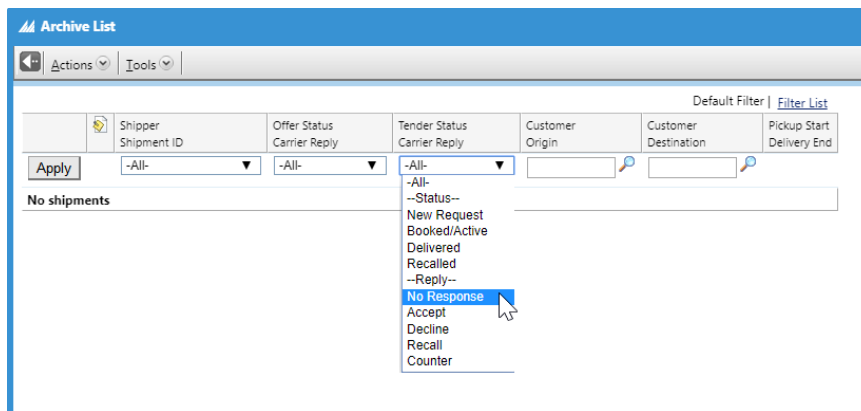 Archive List
Actions Tools
Default Filter | Filter List
Shipper Offer Status Tender Status Customer Customer Pickup Start
Shipment ID Carrier Reply Carrier Reply Origin Destination Delivery End
Apply -All- -All- -All-
-All-
--Status--
No shipments
New Request
Booked/Active
Delivered
Recalled
--Reply--
No Response
Accept
Decline
Recall
Counter